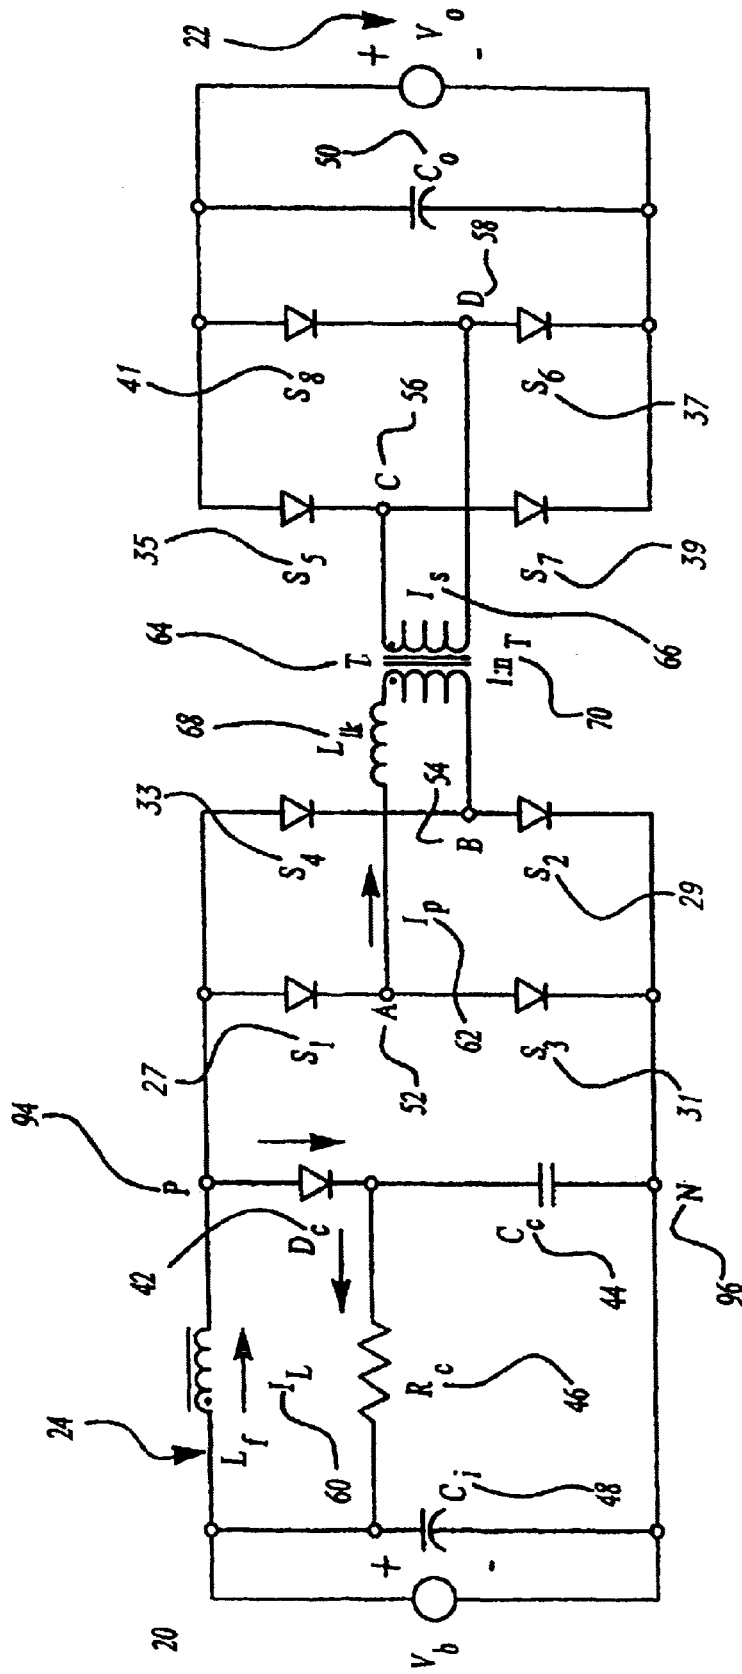 20
V_b
+
-
C_i
48
24
L_f
I_L
60
R_c
46
42
D_c
94
P
C_c
44
N
96
27
S_1
52
A
I_p
62
S_3
31
33
S_4
54
B
S_2
29
68
L_lk
64
T
1:n_T
70
I_s
66
35
S_5
C
56
S_7
39
41
S_8
D
58
S_6
37
50
C_o
22
+
V_o
-